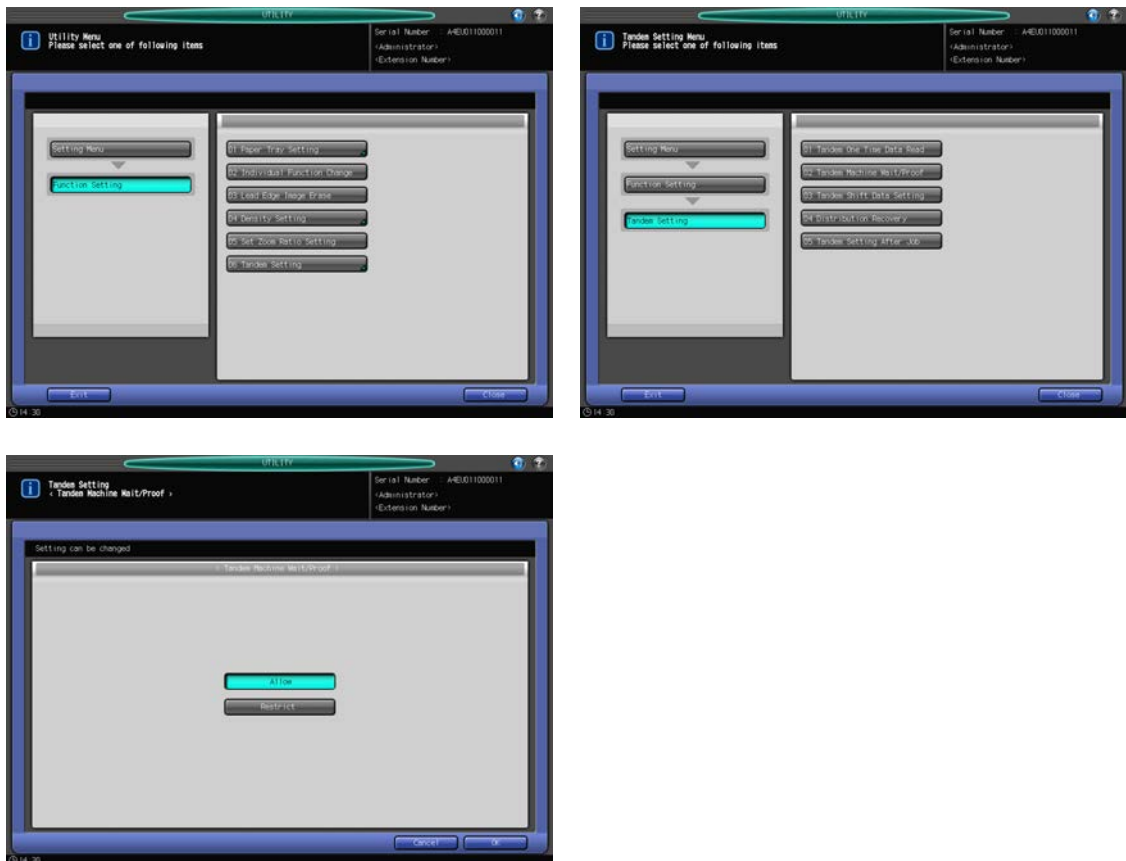 UTILITY
Utility Menu
Please select one of following items
Serial Number : A4EU011000011
<Administrator>
<Extension Number>
Setting Menu
Function Setting
01 Paper Tray Setting
02 Individual Function Change
03 Lead Edge Image Erase
04 Density Setting
05 Set Zoom Ratio Setting
06 Tandem Setting
Exit
Close
14:30
UTILITY
Tandem Setting Menu
Please select one of following items
Serial Number : A4EU011000011
<Administrator>
<Extension Number>
Setting Menu
Function Setting
Tandem Setting
01 Tandem One Time Data Read
02 Tandem Machine Wait/Proof
03 Tandem Shift Data Setting
04 Distribution Recovery
05 Tandem Setting After Job
Exit
Close
14:30
UTILITY
Tandem Setting
< Tandem Machine Wait/Proof >
Serial Number : A4EU011000011
<Administrator>
<Extension Number>
Setting can be changed
< Tandem Machine Wait/Proof >
Allow
Restrict
Cancel
OK
14:30